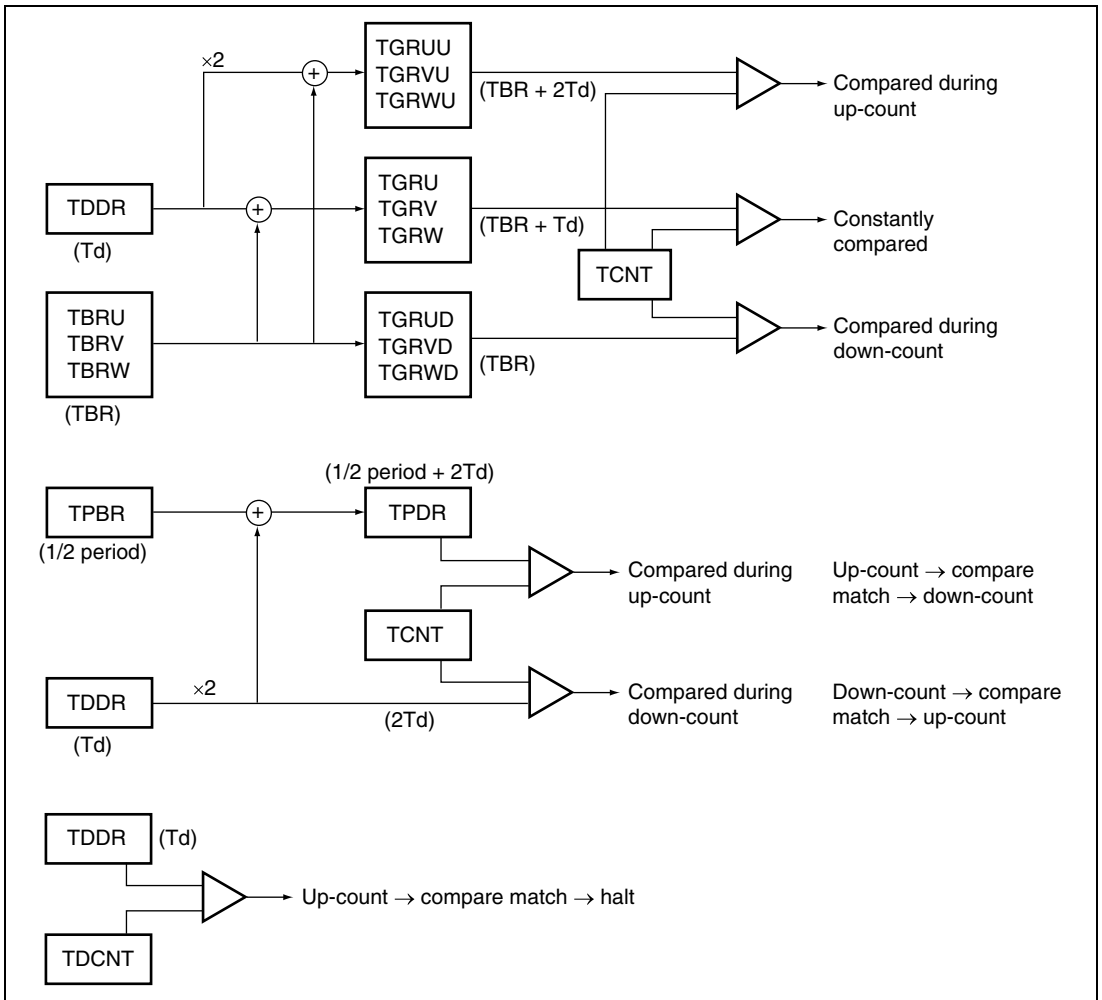 ×2
TGRUU
TGRVU
TGRWU
(TBR + 2Td)
Compared during
up-count
TDDR
(Td)
TGRU
TGRV
TGRW
(TBR + Td)
Constantly
compared
TCNT
TBRU
TBRV
TBRW
(TBR)
TGRUD
TGRVD
TGRWD
(TBR)
Compared during
down-count
TPBR
(1/2 period)
(1/2 period + 2Td)
TPDR
Compared during
up-count
Up-count → compare
match → down-count
TCNT
TDDR
(Td)
×2
(2Td)
Compared during
down-count
Down-count → compare
match → up-count
TDDR
(Td)
Up-count → compare match → halt
TDCNT